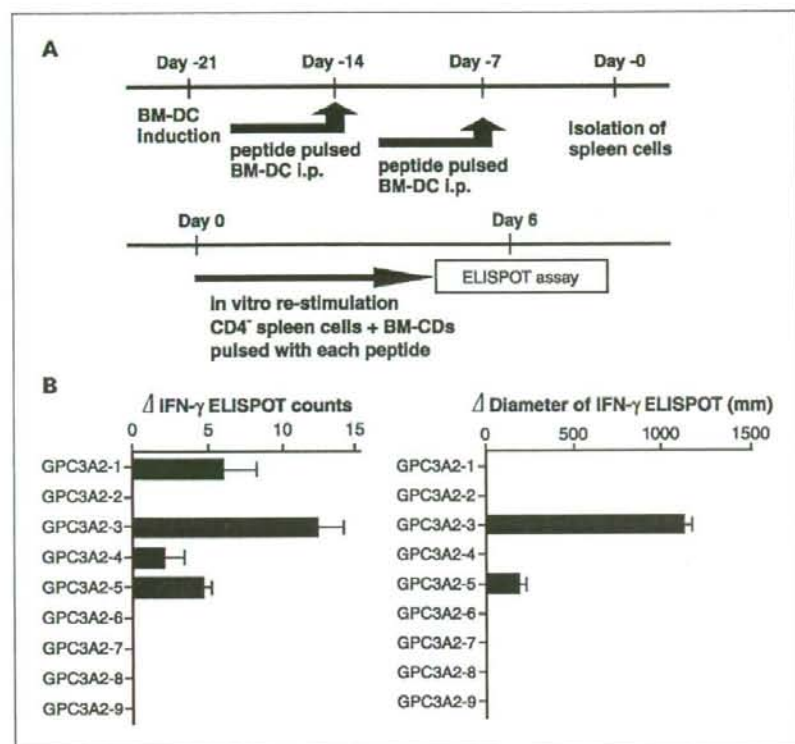 A
Day -21 Day -14 Day -7 Day -0
BM-DC
induction
peptide pulsed
BM-DC i.p.
peptide pulsed
BM-DC i.p.
Isolation of
spleen cells
Day 0 Day 6
ELISPOT assay
In vitro re-stimulation
CD4⁻ spleen cells + BM-CDs
pulsed with each peptide
B
Δ IFN-γ ELISPOT counts
0 5 10 15
GPC3A2-1
GPC3A2-2
GPC3A2-3
GPC3A2-4
GPC3A2-5
GPC3A2-6
GPC3A2-7
GPC3A2-8
GPC3A2-9
Δ Diameter of IFN-γ ELISPOT (mm)
0 500 1000 1500
GPC3A2-1
GPC3A2-2
GPC3A2-3
GPC3A2-4
GPC3A2-5
GPC3A2-6
GPC3A2-7
GPC3A2-8
GPC3A2-9